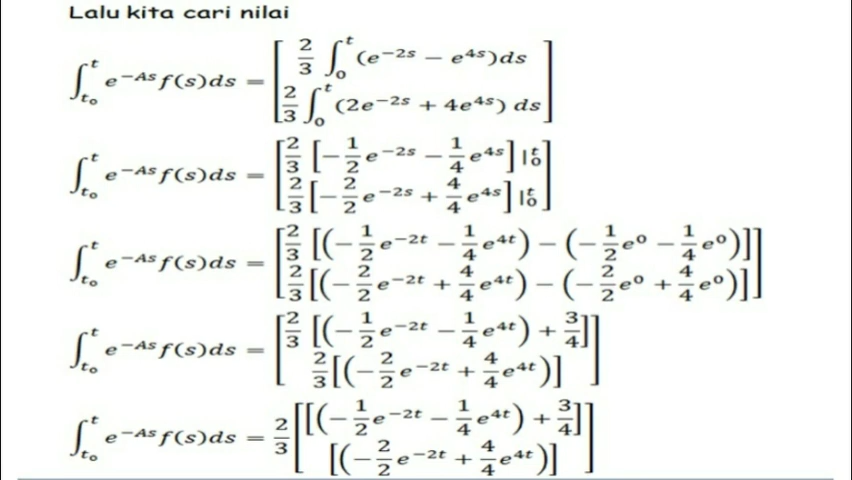 Lalu kita cari nilai
∫_{t₀}^{t} e^{−As} f(s)ds = [ 2/3 ∫_{0}^{t} (e^{−2s} − e^{4s})ds
2/3 ∫_{0}^{t} (2e^{−2s} + 4e^{4s}) ds ]
∫_{t₀}^{t} e^{−As} f(s)ds = [ 2/3 [−1/2 e^{−2s} − 1/4 e^{4s}] |_{0}^{t}
2/3 [−2/2 e^{−2s} + 4/4 e^{4s}] |_{0}^{t} ]
∫_{t₀}^{t} e^{−As} f(s)ds = [ 2/3 [(−1/2 e^{−2t} − 1/4 e^{4t}) − (−1/2 e⁰ − 1/4 e⁰)]
2/3 [(−2/2 e^{−2t} + 4/4 e^{4t}) − (−2/2 e⁰ + 4/4 e⁰)] ]
∫_{t₀}^{t} e^{−As} f(s)ds = [ 2/3 [(−1/2 e^{−2t} − 1/4 e^{4t}) + 3/4]
2/3 [(−2/2 e^{−2t} + 4/4 e^{4t})] ]
∫_{t₀}^{t} e^{−As} f(s)ds = 2/3 [ [(−1/2 e^{−2t} − 1/4 e^{4t}) + 3/4]
[(−2/2 e^{−2t} + 4/4 e^{4t})] ]